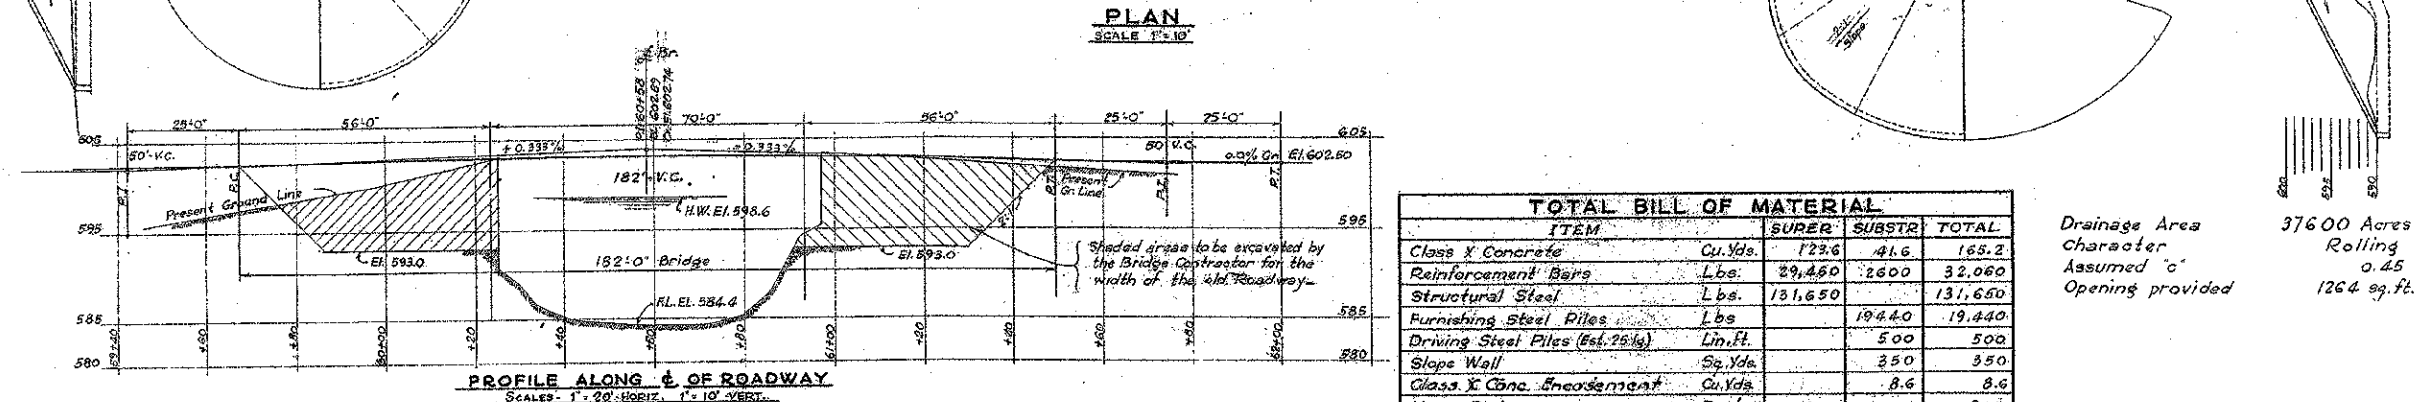 PLAN
SCALE 1"=10'
2:1 Slope
℄ Br.
El. 602.89
25'-0" 56'-0" 70'-0" 56'-0" 25'-0" 25'-0"
605 605
50' V.C. +0.333% -0.333% 50' V.C. 0.0% Gr. El. 602.50
P.T. P.C. 182' V.C. P.T. P.I. P.T.
Present Ground Line
Present Gr. Line
H.W. El. 598.6
595 595
El. 593.0 182'-0" Bridge El. 593.0
Shaded areas to be excavated by
the Bridge Contractor for the
width of the old Roadway
F.L. EL. 584.4
585 585
580 580
59+40 +60 +80 60+00 +20 +40 +60 +80 61+00 +20 +40 +60 +80 62+00
PROFILE ALONG ℄ OF ROADWAY
SCALES - 1"=20' HORIZ. 1"=10' VERT.
TOTAL BILL OF MATERIAL
ITEM SUPER SUBSTR TOTAL
Class X Concrete Cu. Yds. 123.6 41.6 165.2
Reinforcement Bars Lbs. 29,460 2600 32,060
Structural Steel Lbs. 131,650 131,650
Furnishing Steel Piles Lbs 19440 19,440
Driving Steel Piles (Est. 25' lg) Lin. ft. 500 500
Slope Wall Sq. Yds. 350 350
Class X Conc. Encasement Cu. Yds 8.6 8.6
600 595 590
Drainage Area 37600 Acres
Character Rolling
Assumed "c" 0.45
Opening provided 1264 sq. ft.